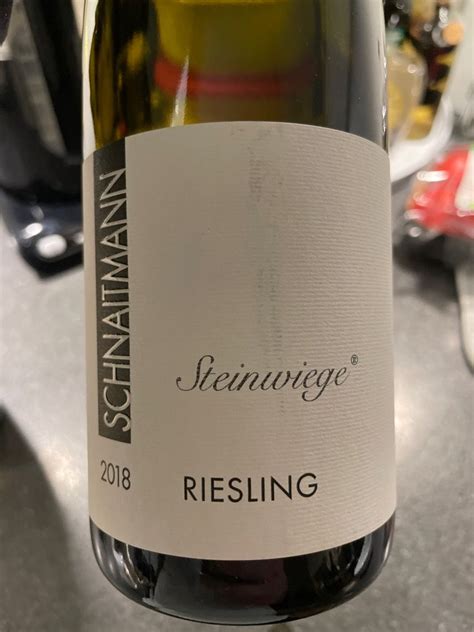 SCHNAITMANN
Steinwiege®
2018
RIESLING